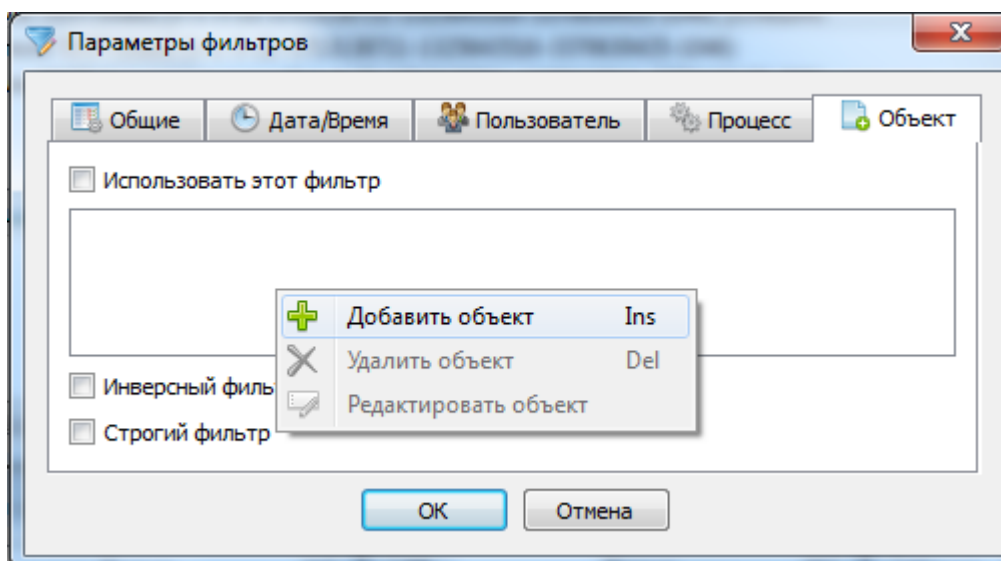 Параметры фильтров
Общие Дата/Время Пользователь Процесс Объект
Использовать этот фильтр
Добавить объект Ins
Удалить объект Del
Инверсный
Редактировать объект
Строгий фильтр
ОК Отмена